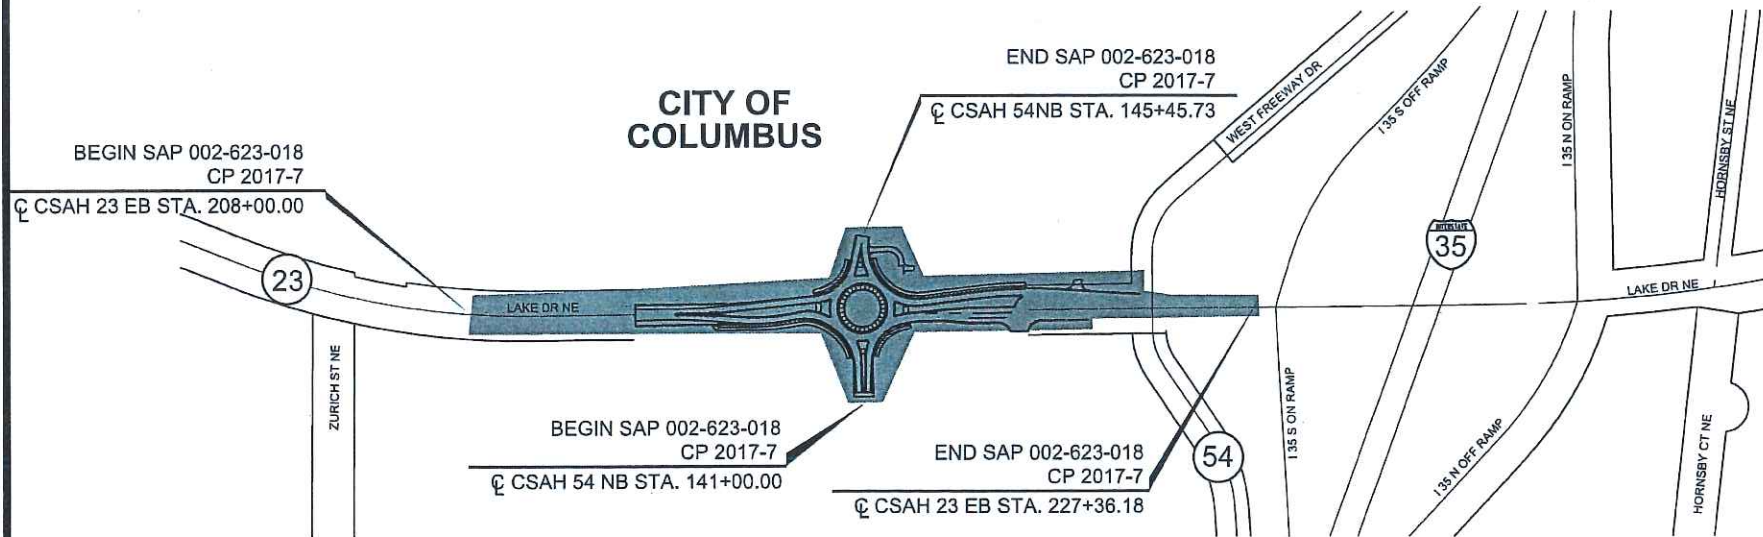 END SAP 002-623-018
CP 2017-7
℄ CSAH 54NB STA. 145+45.73
CITY OF
COLUMBUS
BEGIN SAP 002-623-018
CP 2017-7
℄ CSAH 23 EB STA. 208+00.00
WEST FREEWAY DR
I 35 S OFF RAMP
I 35 N ON RAMP
HORNSBY ST NE
INTERSTATE
35
23
LAKE DR NE
LAKE DR NE
ZURICH ST NE
BEGIN SAP 002-623-018
CP 2017-7
℄ CSAH 54 NB STA. 141+00.00
END SAP 002-623-018
CP 2017-7
℄ CSAH 23 EB STA. 227+36.18
54
I 35 S ON RAMP
I 35 N OFF RAMP
HORNSBY CT NE